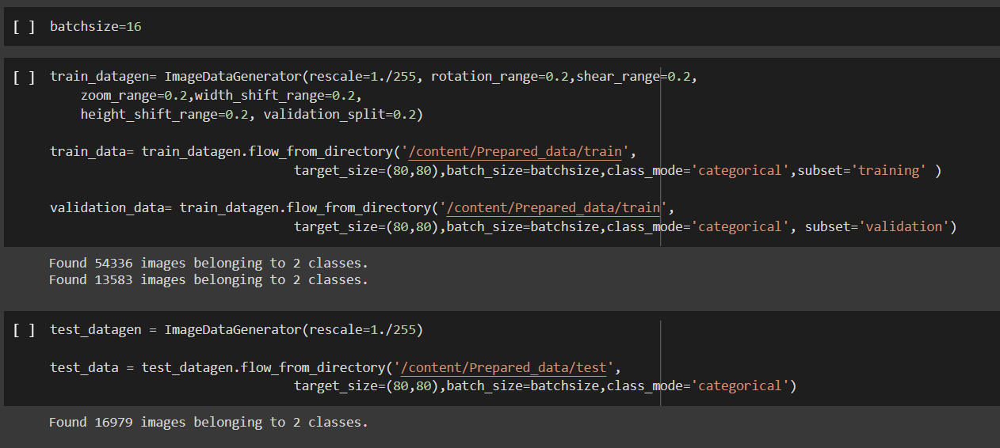 [ ] batchsize=16
[ ] train_datagen= ImageDataGenerator(rescale=1./255, rotation_range=0.2,shear_range=0.2,
zoom_range=0.2,width_shift_range=0.2,
height_shift_range=0.2, validation_split=0.2)
train_data= train_datagen.flow_from_directory('/content/Prepared_data/train',
target_size=(80,80),batch_size=batchsize,class_mode='categorical',subset='training' )
validation_data= train_datagen.flow_from_directory('/content/Prepared_data/train',
target_size=(80,80),batch_size=batchsize,class_mode='categorical', subset='validation')
Found 54336 images belonging to 2 classes.
Found 13583 images belonging to 2 classes.
[ ] test_datagen = ImageDataGenerator(rescale=1./255)
test_data = test_datagen.flow_from_directory('/content/Prepared_data/test',
target_size=(80,80),batch_size=batchsize,class_mode='categorical')
Found 16979 images belonging to 2 classes.